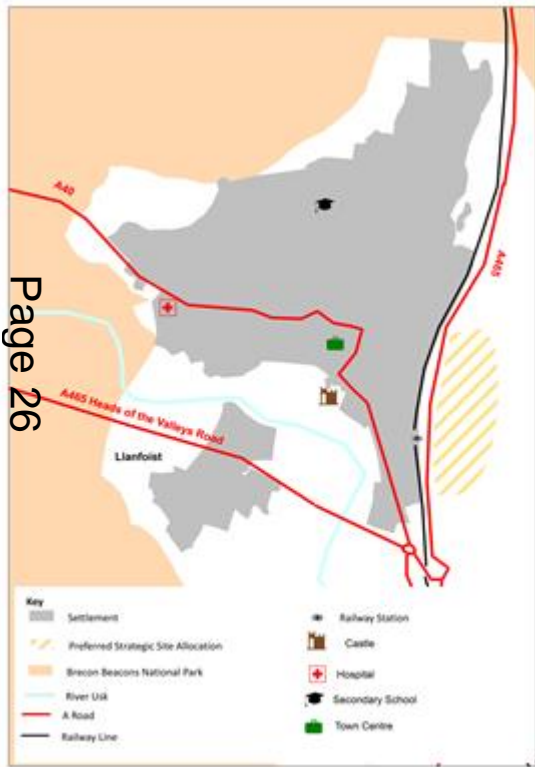 A40
A465
Page 26
A465 Heads of the Valleys Road
Llanfoist
Key
Settlement
Preferred Strategic Site Allocation
Brecon Beacons National Park
River Usk
A Road
Railway Line
Railway Station
Castle
Hospital
Secondary School
Town Centre